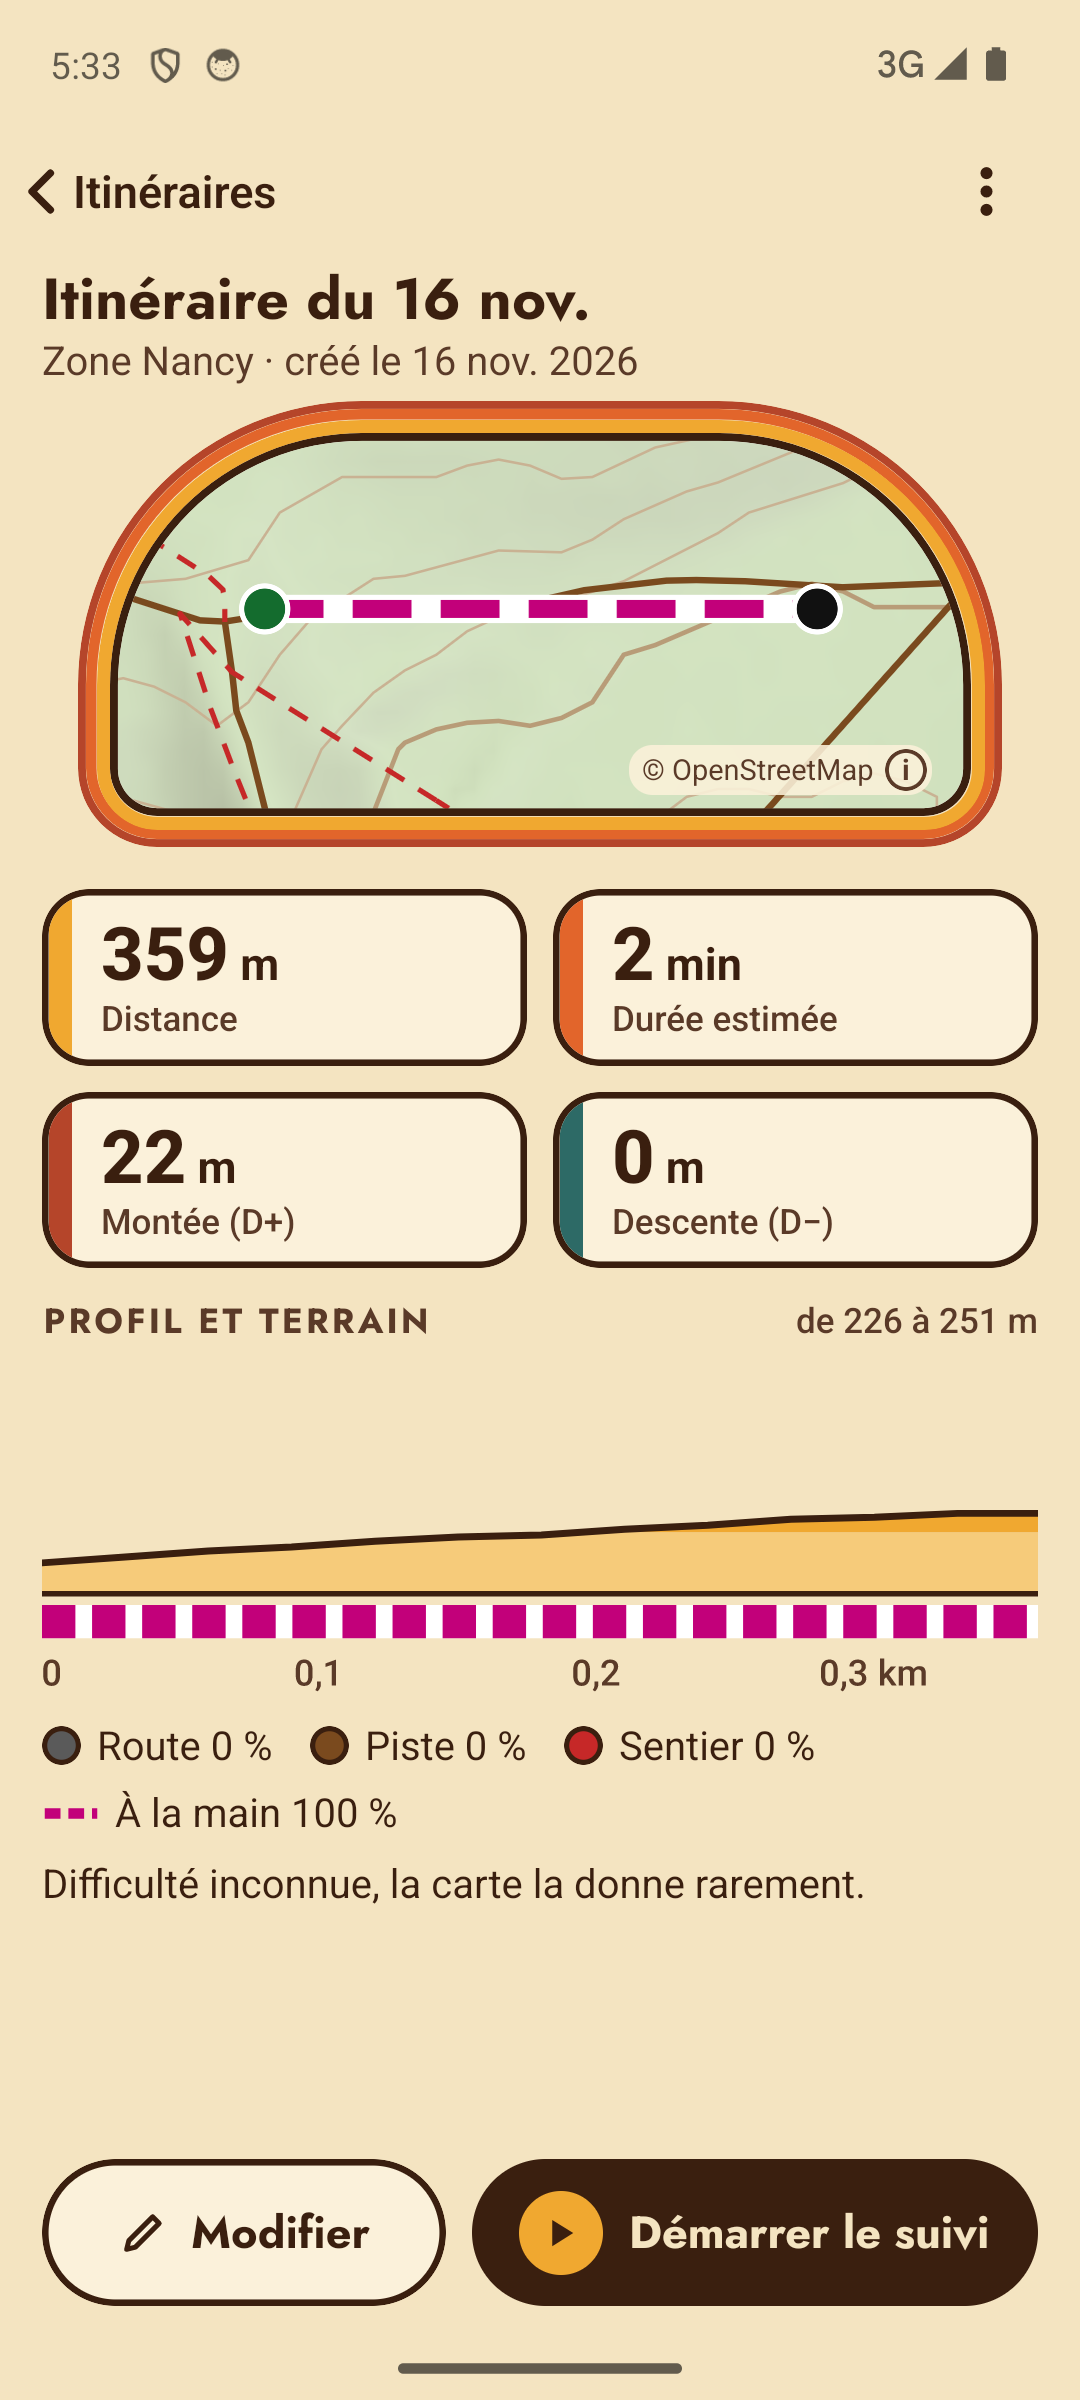 5:33
3G
Itinéraires
Itinéraire du 16 nov.
Zone Nancy · créé le 16 nov. 2026
© OpenStreetMap
359 m
Distance
2 min
Durée estimée
22 m
Montée (D+)
0 m
Descente (D−)
PROFIL ET TERRAIN
de 226 à 251 m
0 0,1 0,2 0,3 km
Route 0 % Piste 0 % Sentier 0 %
À la main 100 %
Difficulté inconnue, la carte la donne rarement.
Modifier
Démarrer le suivi